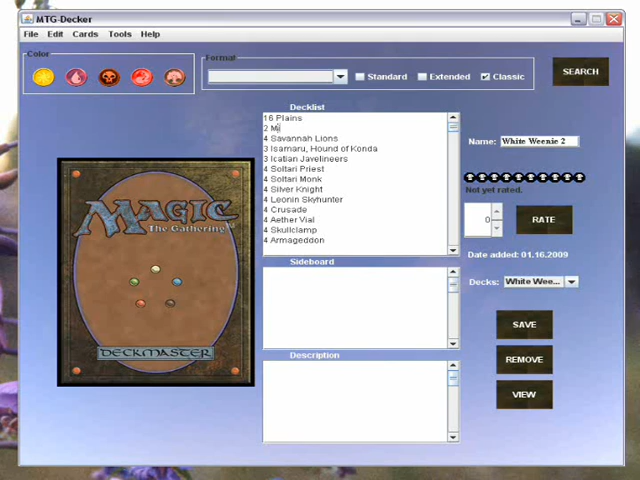 MTG-Decker
File Edit Cards Tools Help
Color
Format
Standard Extended Classic
SEARCH
Decklist
16 Plains
2 Mi
4 Savannah Lions
3 Isamaru, Hound of Konda
3 Icatian Javelineers
4 Soltari Priest
4 Soltari Monk
4 Silver Knight
4 Leonin Skyhunter
4 Crusade
4 Aether Vial
4 Skullclamp
4 Armageddon
Name: White Weenie 2
Not yet rated.
0
RATE
Date added: 01.16.2009
Sideboard
Decks: White Wee...
SAVE
REMOVE
VIEW
Description
MAGIC
The Gathering
DECKMASTER